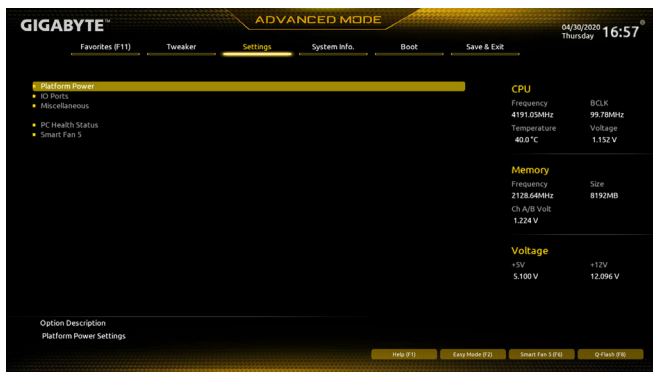 GIGABYTE™
ADVANCED MODE
04/30/2020
Thursday
16:57
Favorites (F11) Tweaker Settings System Info. Boot Save & Exit
Platform Power
IO Ports
Miscellaneous
PC Health Status
Smart Fan 5
CPU
Frequency BCLK
4191.05MHz 99.78MHz
Temperature Voltage
40.0 °C 1.152 V
Memory
Frequency Size
2128.64MHz 8192MB
Ch A/B Volt
1.224 V
Voltage
+5V +12V
5.100 V 12.096 V
Option Description
Platform Power Settings
Help (F1) Easy Mode (F2) Smart Fan 5 (F6) Q-Flash (F8)